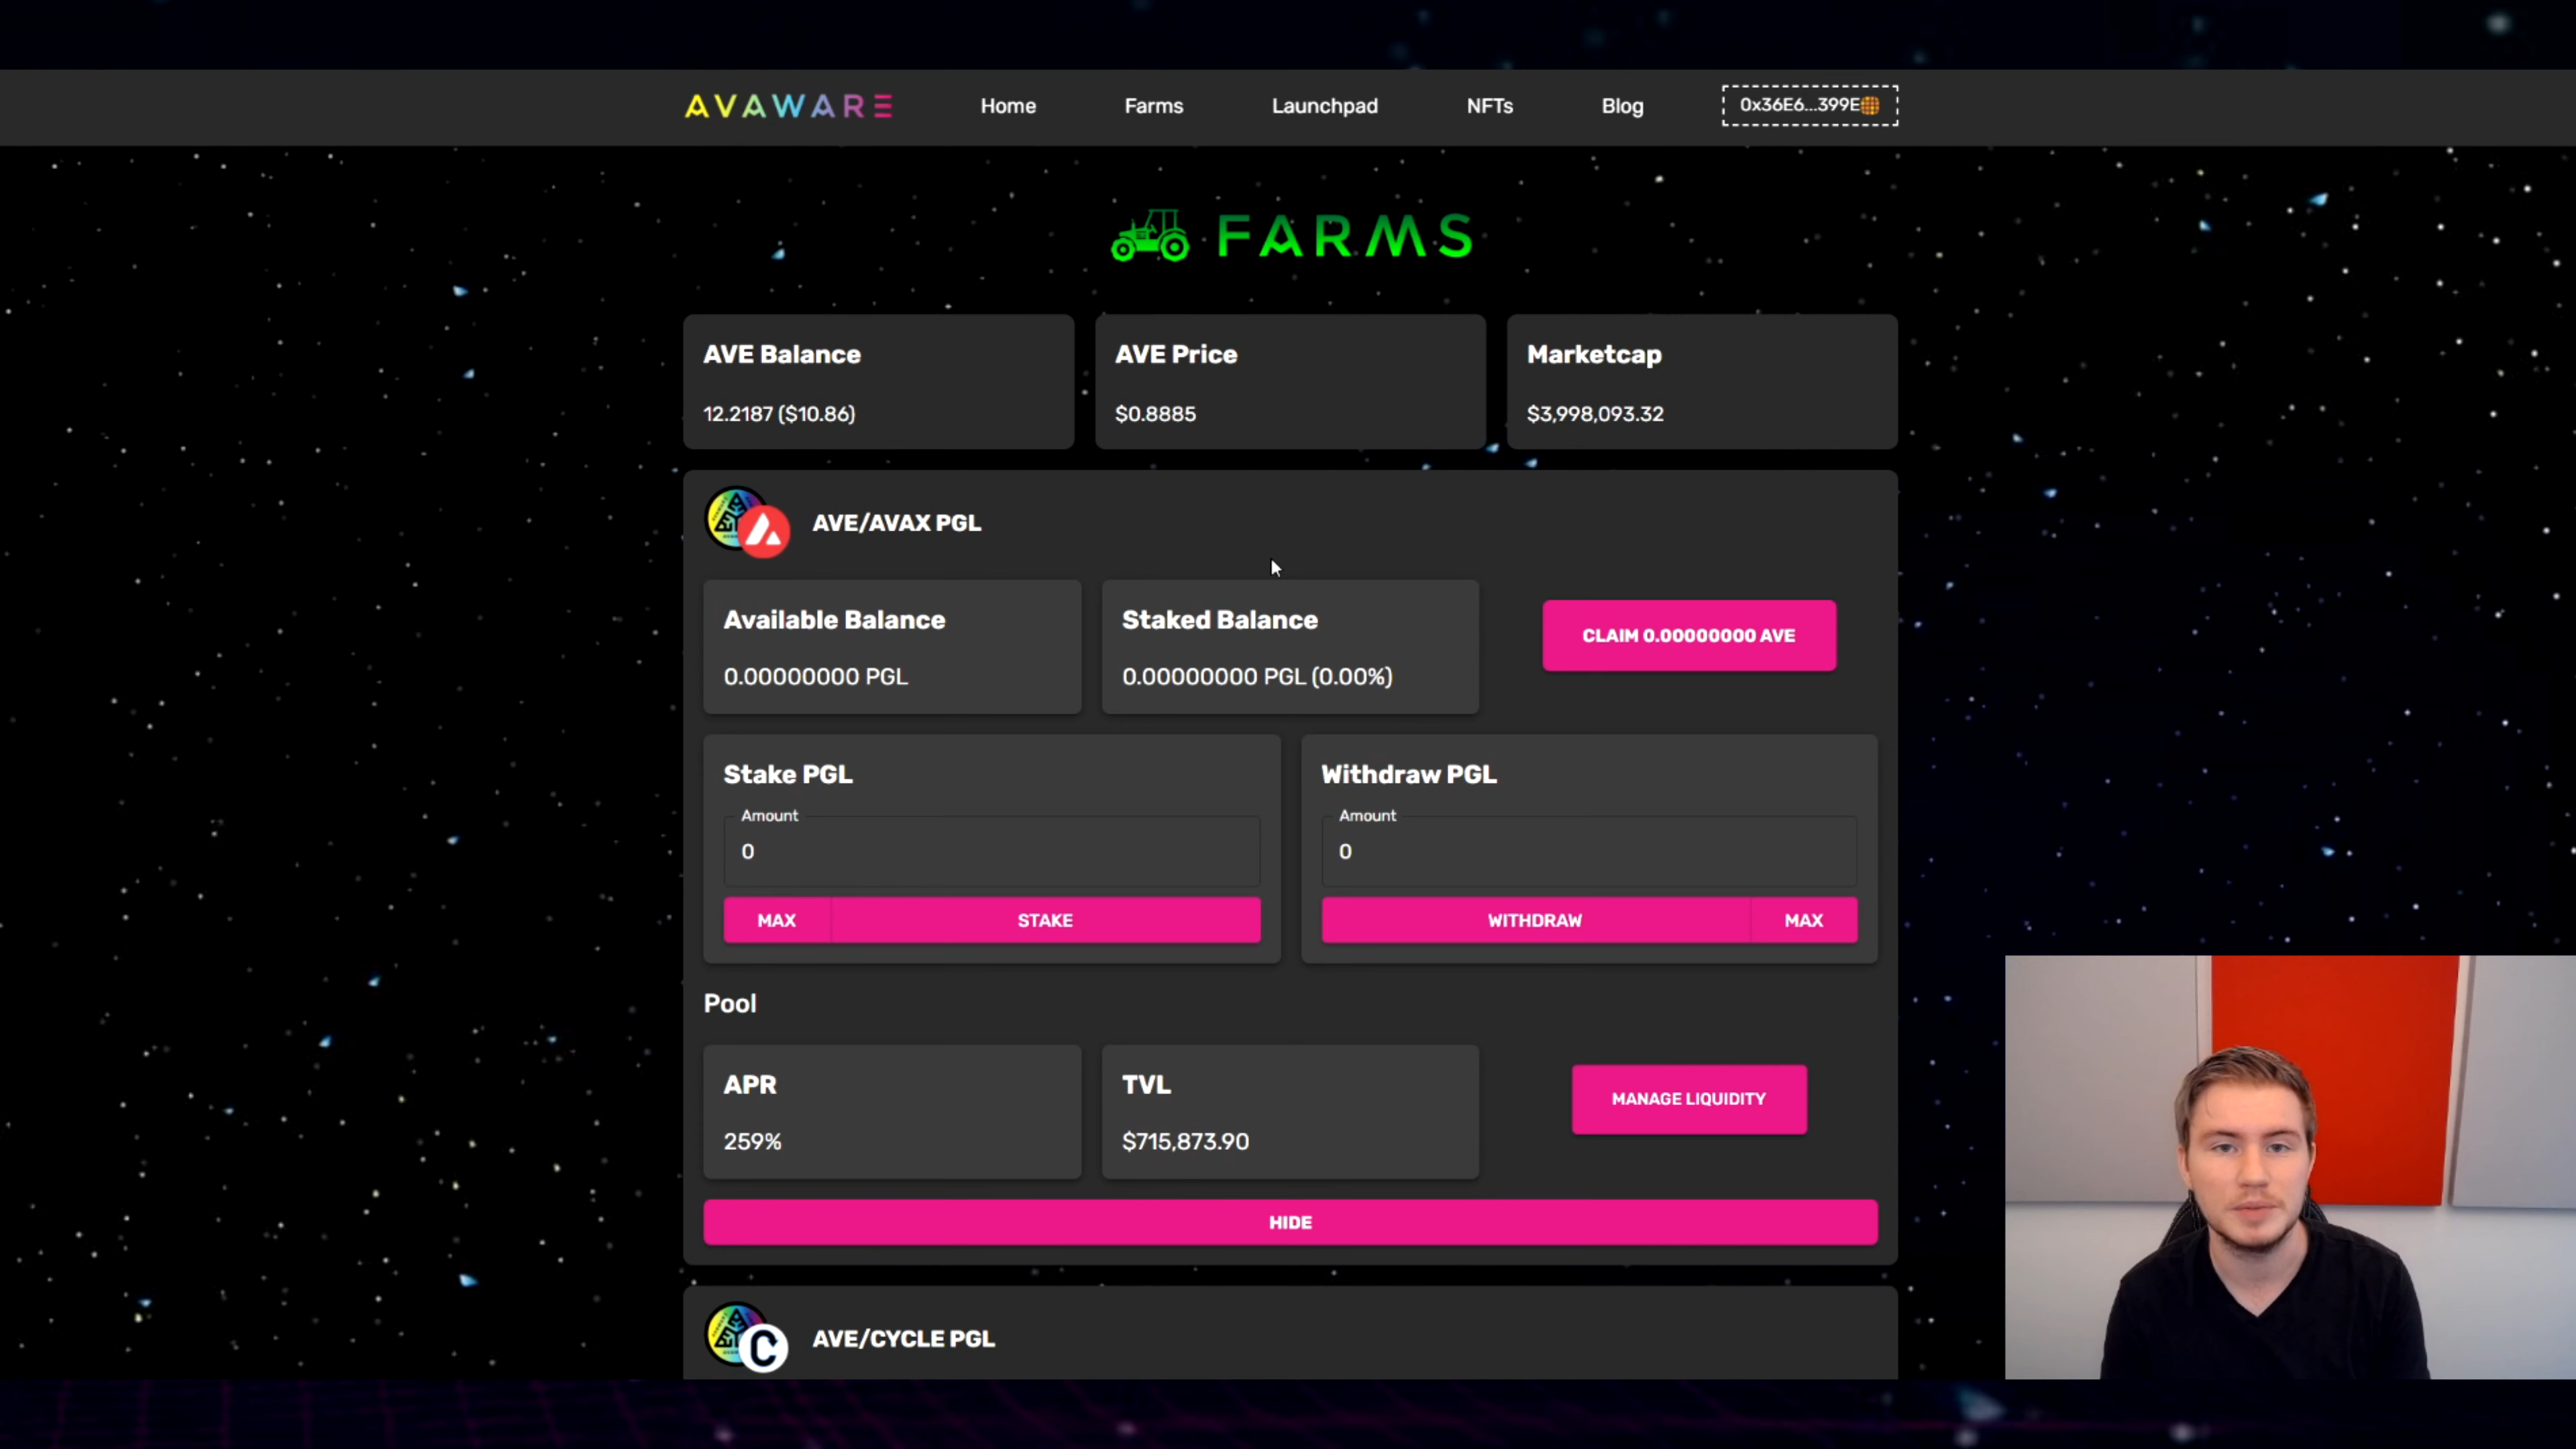 AVAWARE
Home
Farms
Launchpad
NFTs
Blog
0x36E6...399E
FARMS
AVE Balance
12.2187 ($10.86)
AVE Price
$0.8885
Marketcap
$3,998,093.32
AVE/AVAX PGL
Available Balance
0.00000000 PGL
Staked Balance
0.00000000 PGL (0.00%)
CLAIM 0.00000000 AVE
Stake PGL
Amount
0
MAX
STAKE
Withdraw PGL
Amount
0
WITHDRAW
MAX
Pool
APR
259%
TVL
$715,873.90
MANAGE LIQUIDITY
HIDE
AVE/CYCLE PGL